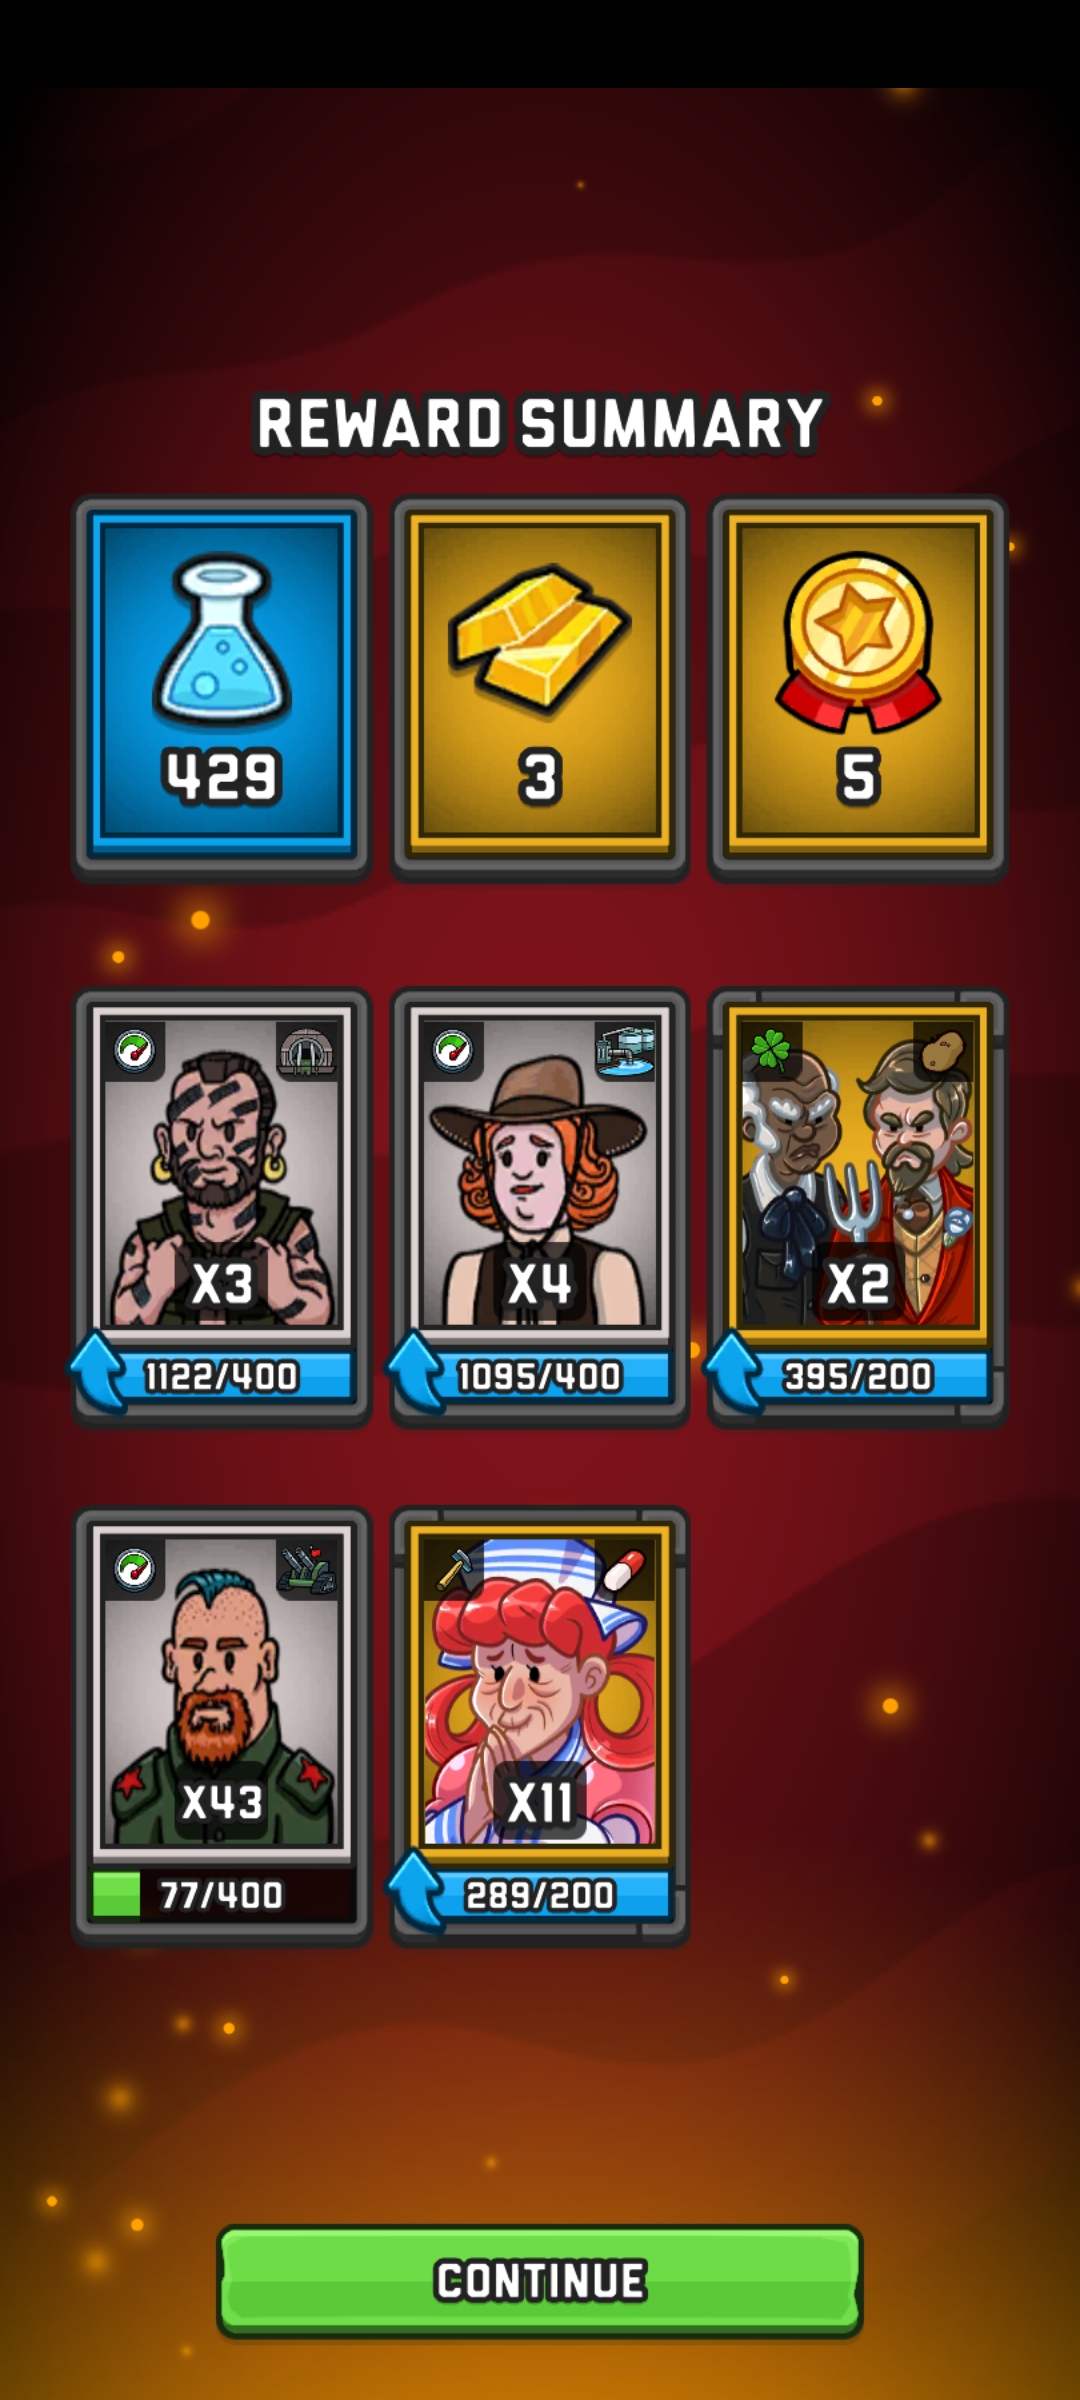 REWARD SUMMARY
429
3
5
X3
X4
X2
1122/400
1095/400
395/200
X43
X11
77/400
289/200
CONTINUE